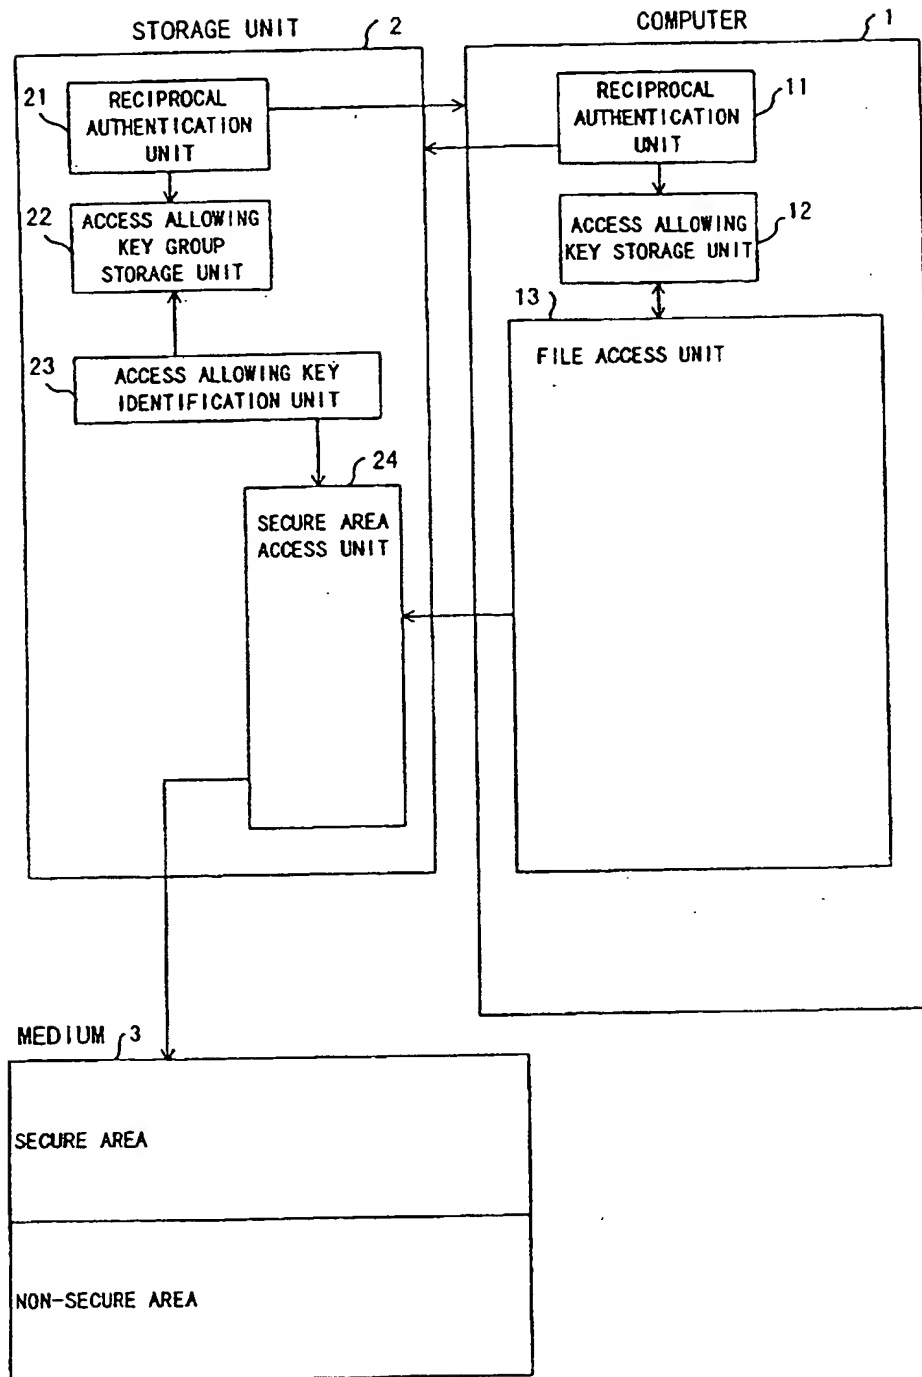 STORAGE UNIT
2
COMPUTER
1
21
RECIPROCAL
AUTHENTICATION
UNIT
11
RECIPROCAL
AUTHENTICATION
UNIT
22
ACCESS ALLOWING
KEY GROUP
STORAGE UNIT
12
ACCESS ALLOWING
KEY STORAGE UNIT
13
FILE ACCESS UNIT
23
ACCESS ALLOWING KEY
IDENTIFICATION UNIT
24
SECURE AREA
ACCESS UNIT
MEDIUM
3
SECURE AREA
NON-SECURE AREA